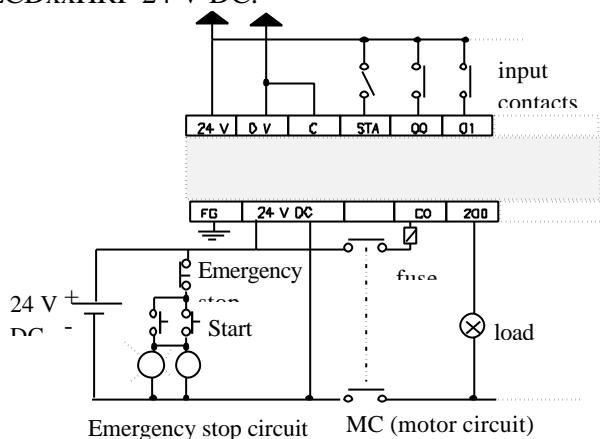 24 V DC.
input
contacts
24 V 0 V C STA 00 01
FG 24 V DC C0 200
Emergency
stop
fuse
24 V +
DC -
Start
load
Emergency stop circuit
MC (motor circuit)